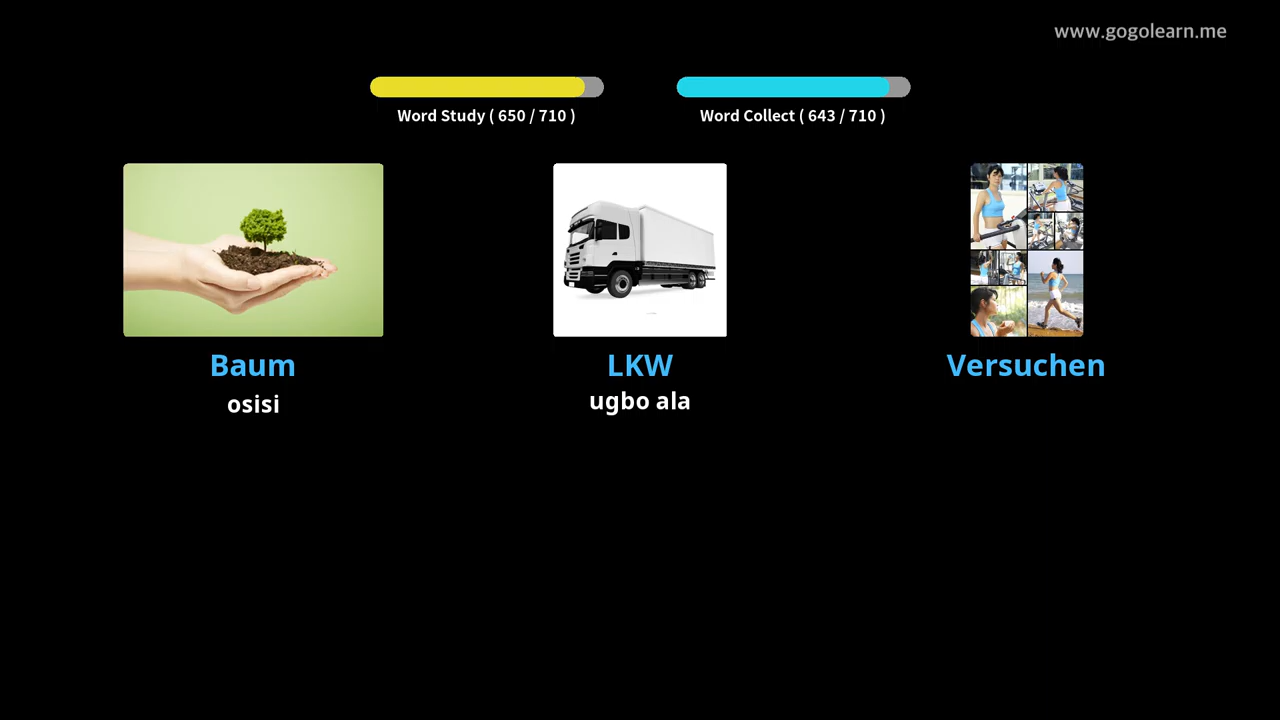 www.gogolearn.me
Word Study ( 650 / 710 )
Word Collect ( 643 / 710 )
Baum
osisi
LKW
ugbo ala
Versuchen